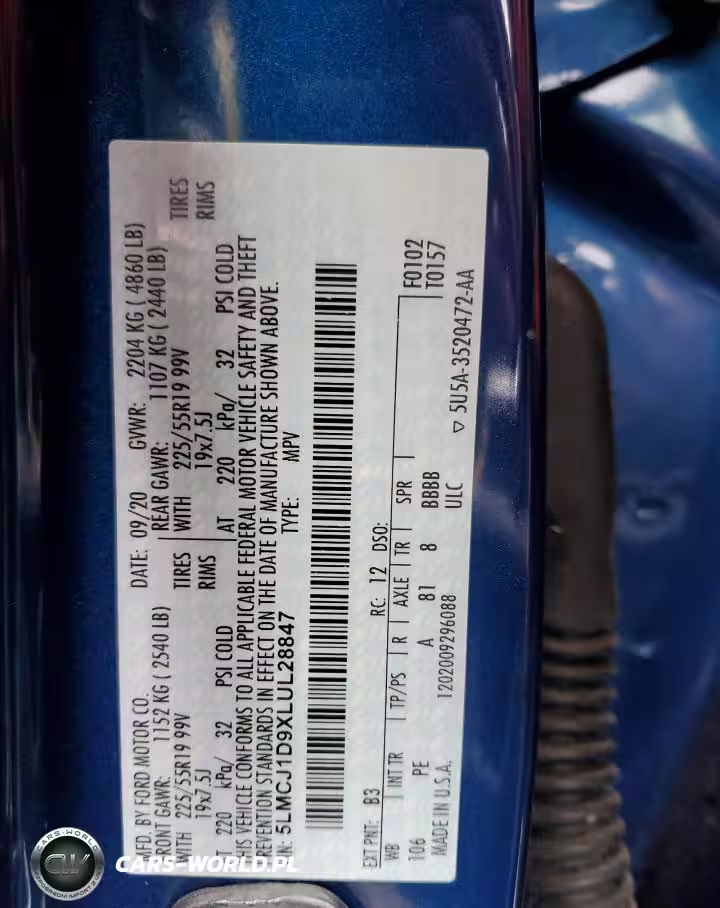 MFD. BY FORD MOTOR CO.
DATE: 09/20 GVWR: 2204 KG ( 4860 LB)
FRONT GAWR: 1152 KG ( 2540 LB) REAR GAWR: 1107 KG ( 2440 LB)
WITH 225/55R19 99V TIRES WITH 225/55R19 99V TIRES
19x7.5J RIMS 19x7.5J RIMS
AT 220 kPa/ 32 PSI COLD AT 220 kPa/ 32 PSI COLD
THIS VEHICLE CONFORMS TO ALL APPLICABLE FEDERAL MOTOR VEHICLE SAFETY AND THEFT
PREVENTION STANDARDS IN EFFECT ON THE DATE OF MANUFACTURE SHOWN ABOVE.
VIN: 5LMCJ1D9XLUL28847 TYPE: MPV
EXT PNT: B3 RC: 12 DSO:
WB INT TR TP/PS R AXLE TR SPR F0102
106 PE A 81 8 BBBB T0157
MADE IN U.S.A. 1202009296088 ULC ▽ 5U5A-3520472-AA
CARS-WORLD
CW
CARS-WORLD.PL